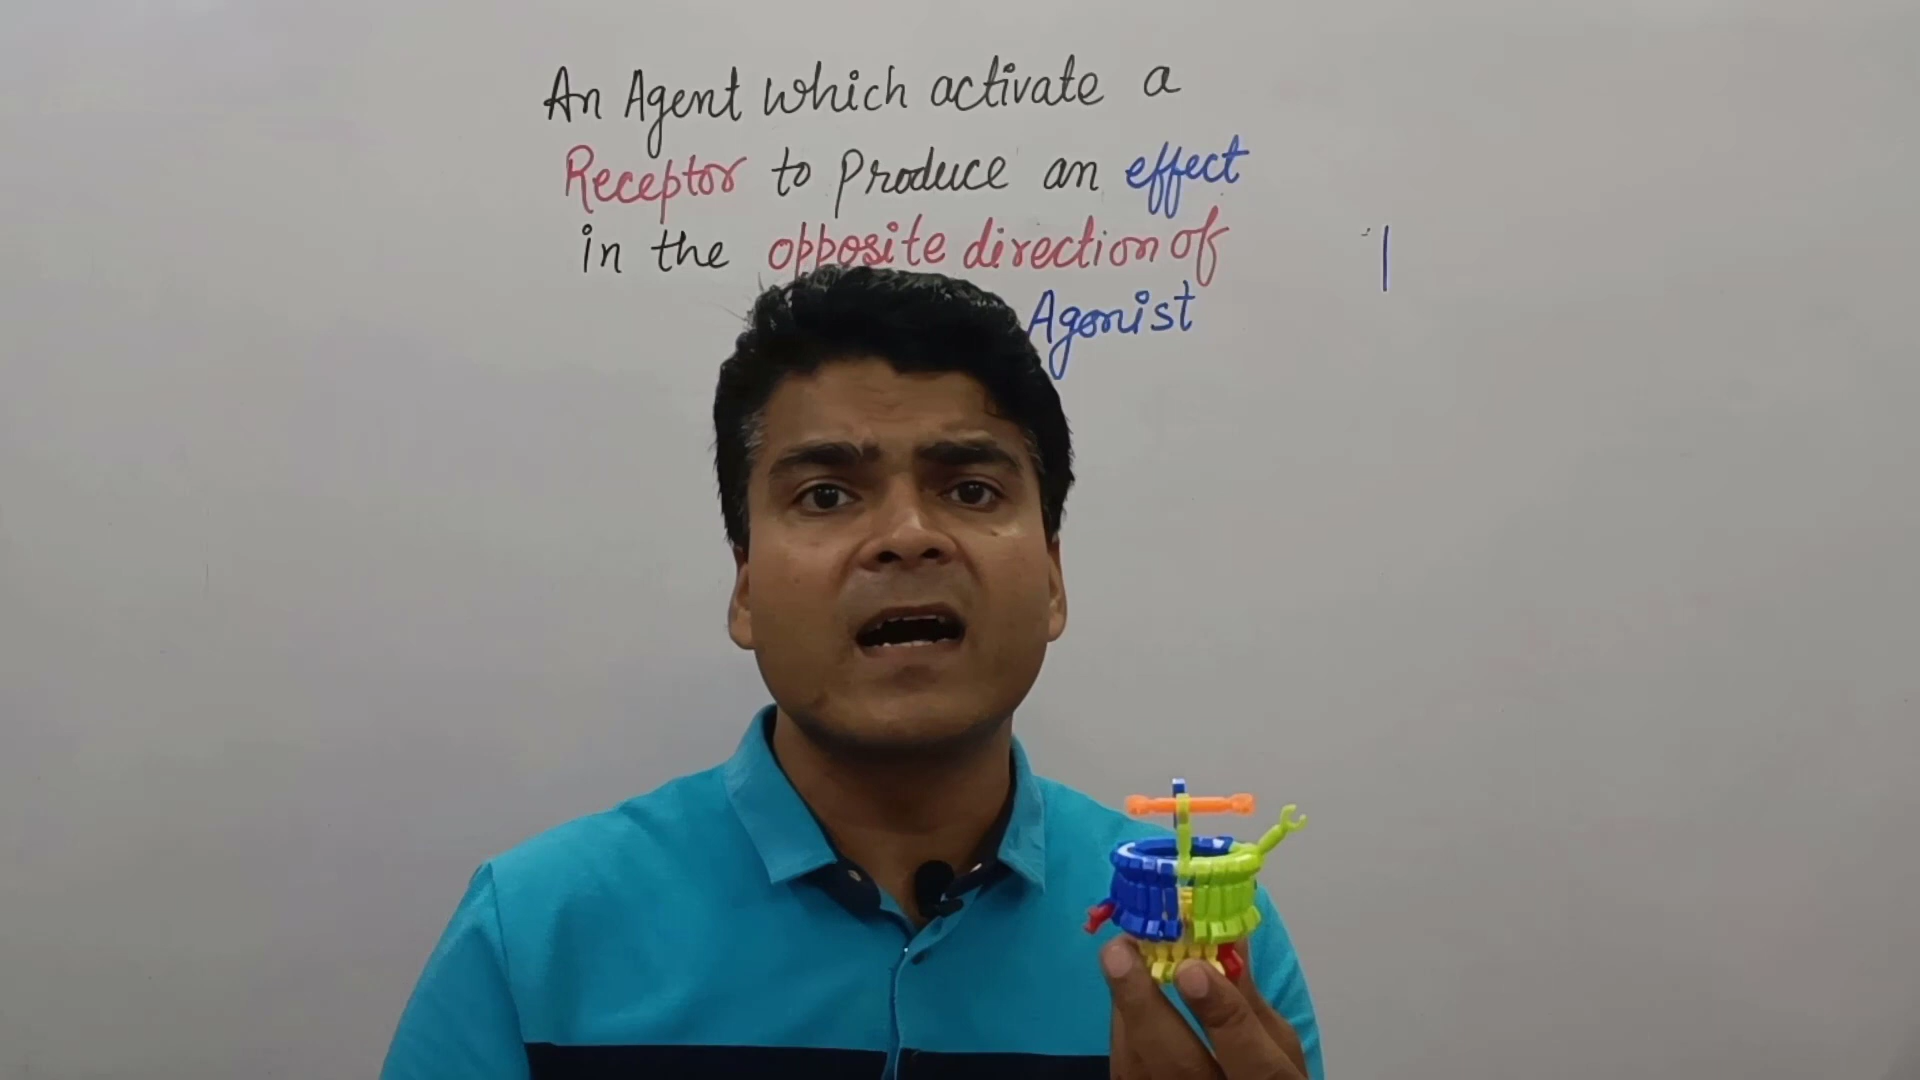 An Agent which activate a
Receptor to produce an effect
in the opposite direction of
Agonist